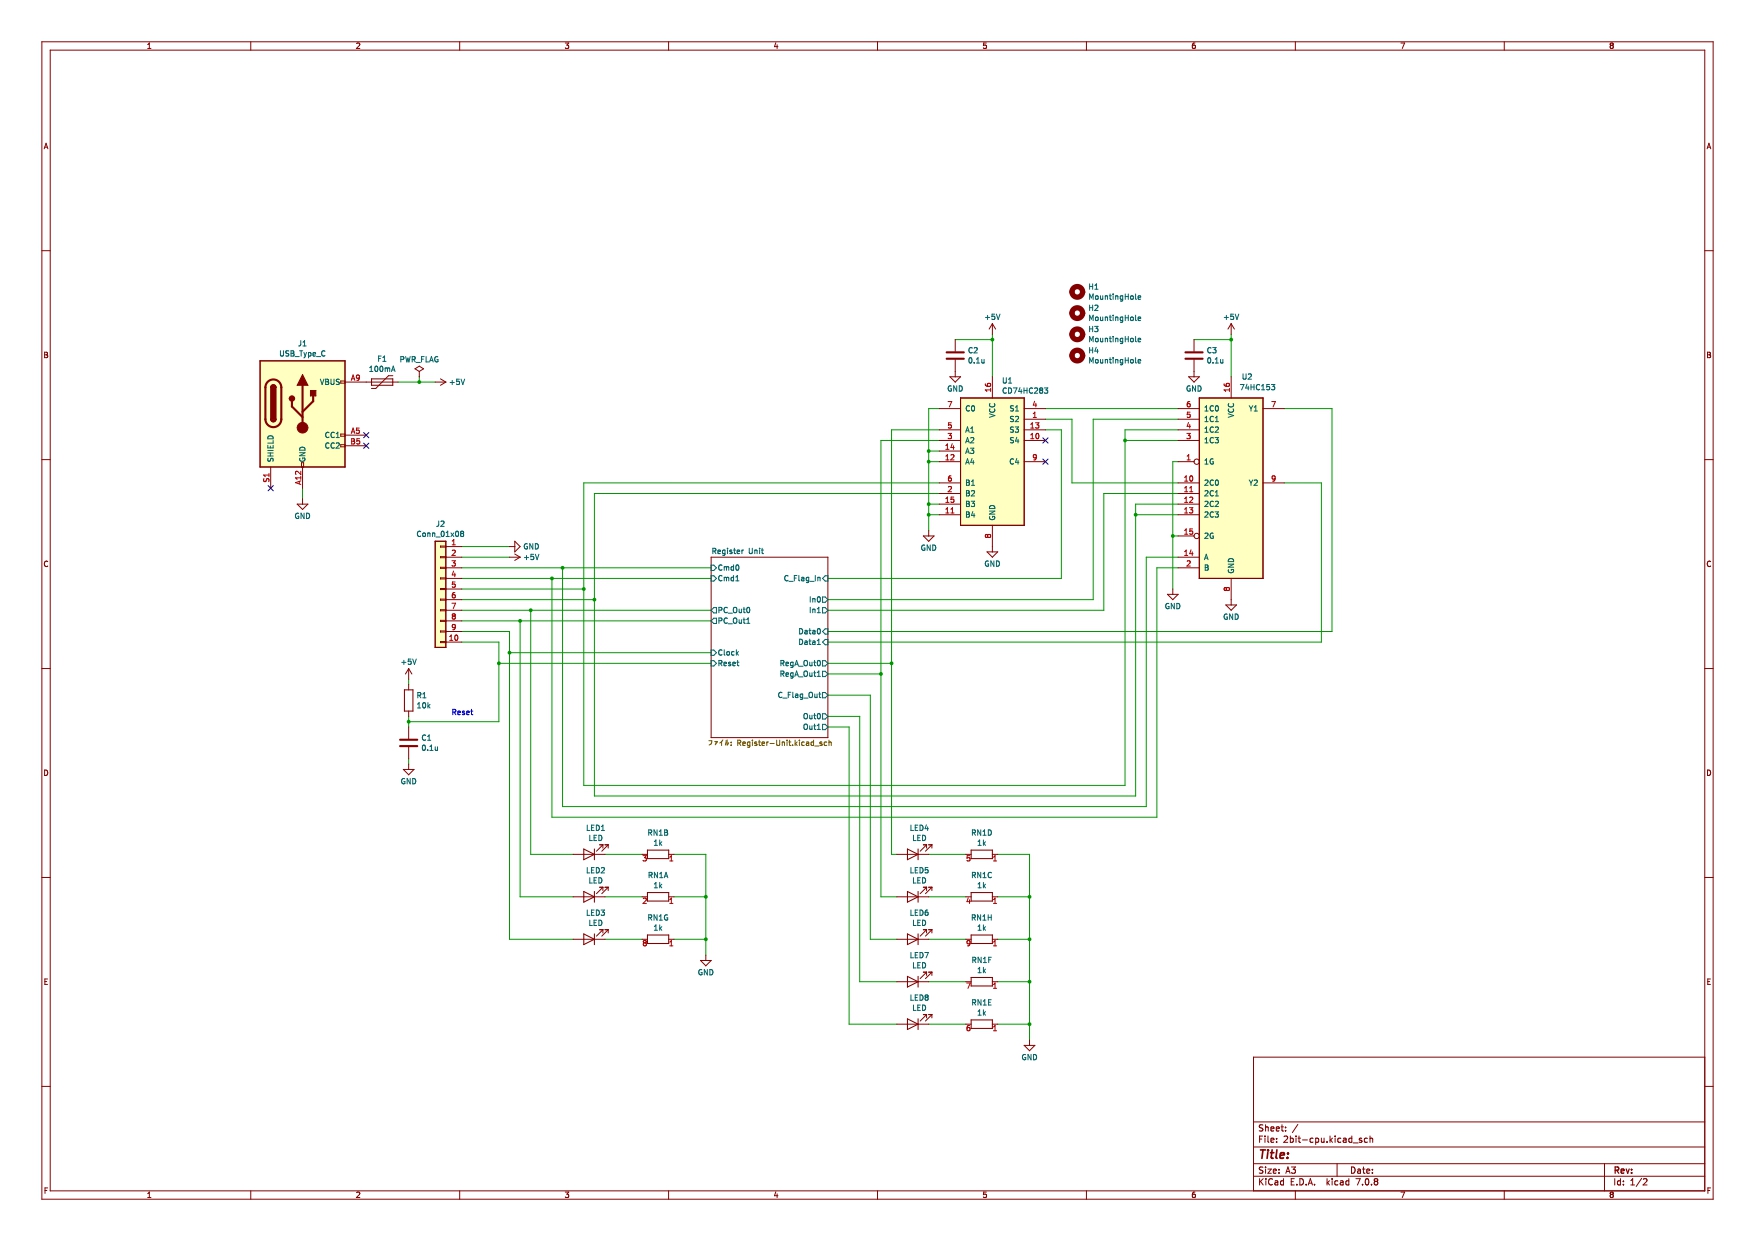 1 2 3 4 5 6 7 8
A A
B B
C C
D D
E E
F F
1 2 3 4 5 6 7 8
J1
USB_Type_C
VBUS A9
CC1 A5
CC2 B5
SHIELD
GND
S1
A12
GND
F1
100mA
PWR_FLAG
+5V
J2
Conn_01x08
1
2
3
4
5
6
7
8
9
10
GND
+5V
+5V
R1
10k
Reset
C1
0.1u
GND
Register Unit
Cmd0
Cmd1
PC_Out0
PC_Out1
Clock
Reset
C_Flag_In
In0
In1
Data0
Data1
RegA_Out0
RegA_Out1
C_Flag_Out
Out0
Out1
ファイル: Register-Unit.kicad_sch
H1
MountingHole
H2
MountingHole
H3
MountingHole
H4
MountingHole
+5V
C2
0.1u
GND
U1
CD74HC283
16
VCC
7 C0
5 A1
3 A2
14 A3
12 A4
6 B1
2 B2
15 B3
11 B4
S1 4
S2 1
S3 13
S4 10
C4 9
GND
8
GND
GND
+5V
C3
0.1u
GND
U2
74HC153
16
VCC
6 1C0
5 1C1
4 1C2
3 1C3
1 1G
10 2C0
11 2C1
12 2C2
13 2C3
15 2G
14 A
2 B
Y1 7
Y2 9
GND
8
GND
GND
LED1
LED
RN1B
1k
3 1
LED2
LED
RN1A
1k
2 1
LED3
LED
RN1G
1k
8 1
GND
LED4
LED
RN1D
1k
5 1
LED5
LED
RN1C
1k
4 1
LED6
LED
RN1H
1k
9 1
LED7
LED
RN1F
1k
7 1
LED8
LED
RN1E
1k
6 1
GND
Sheet: /
File: 2bit-cpu.kicad_sch
Title:
Size: A3 Date: Rev:
KiCad E.D.A. kicad 7.0.8 Id: 1/2